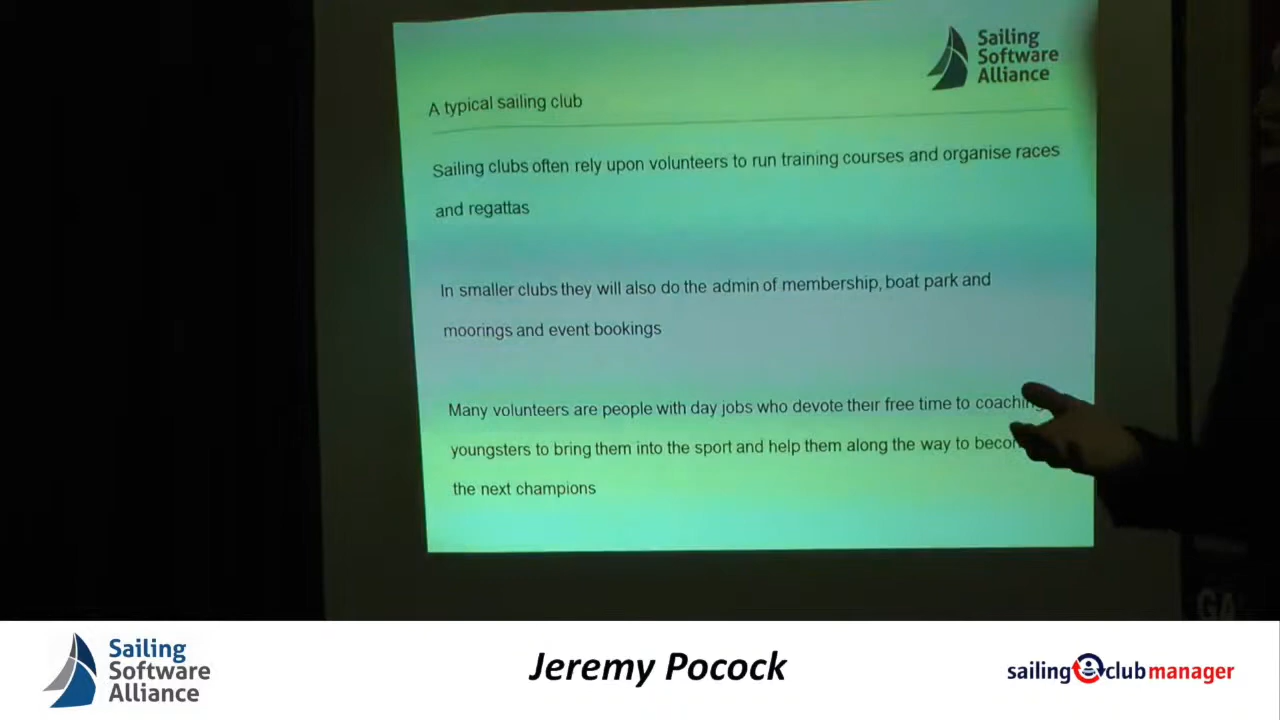 Sailing
Software
Alliance
A typical sailing club
Sailing clubs often rely upon volunteers to run training courses and organise races
and regattas
In smaller clubs they will also do the admin of membership, boat park and
moorings and event bookings
Many volunteers are people with day jobs who devote their free time to coaching
youngsters to bring them into the sport and help them along the way to
the next champions
GA
Sailing
Software
Alliance
Jeremy Pocock
sailing clubmanager